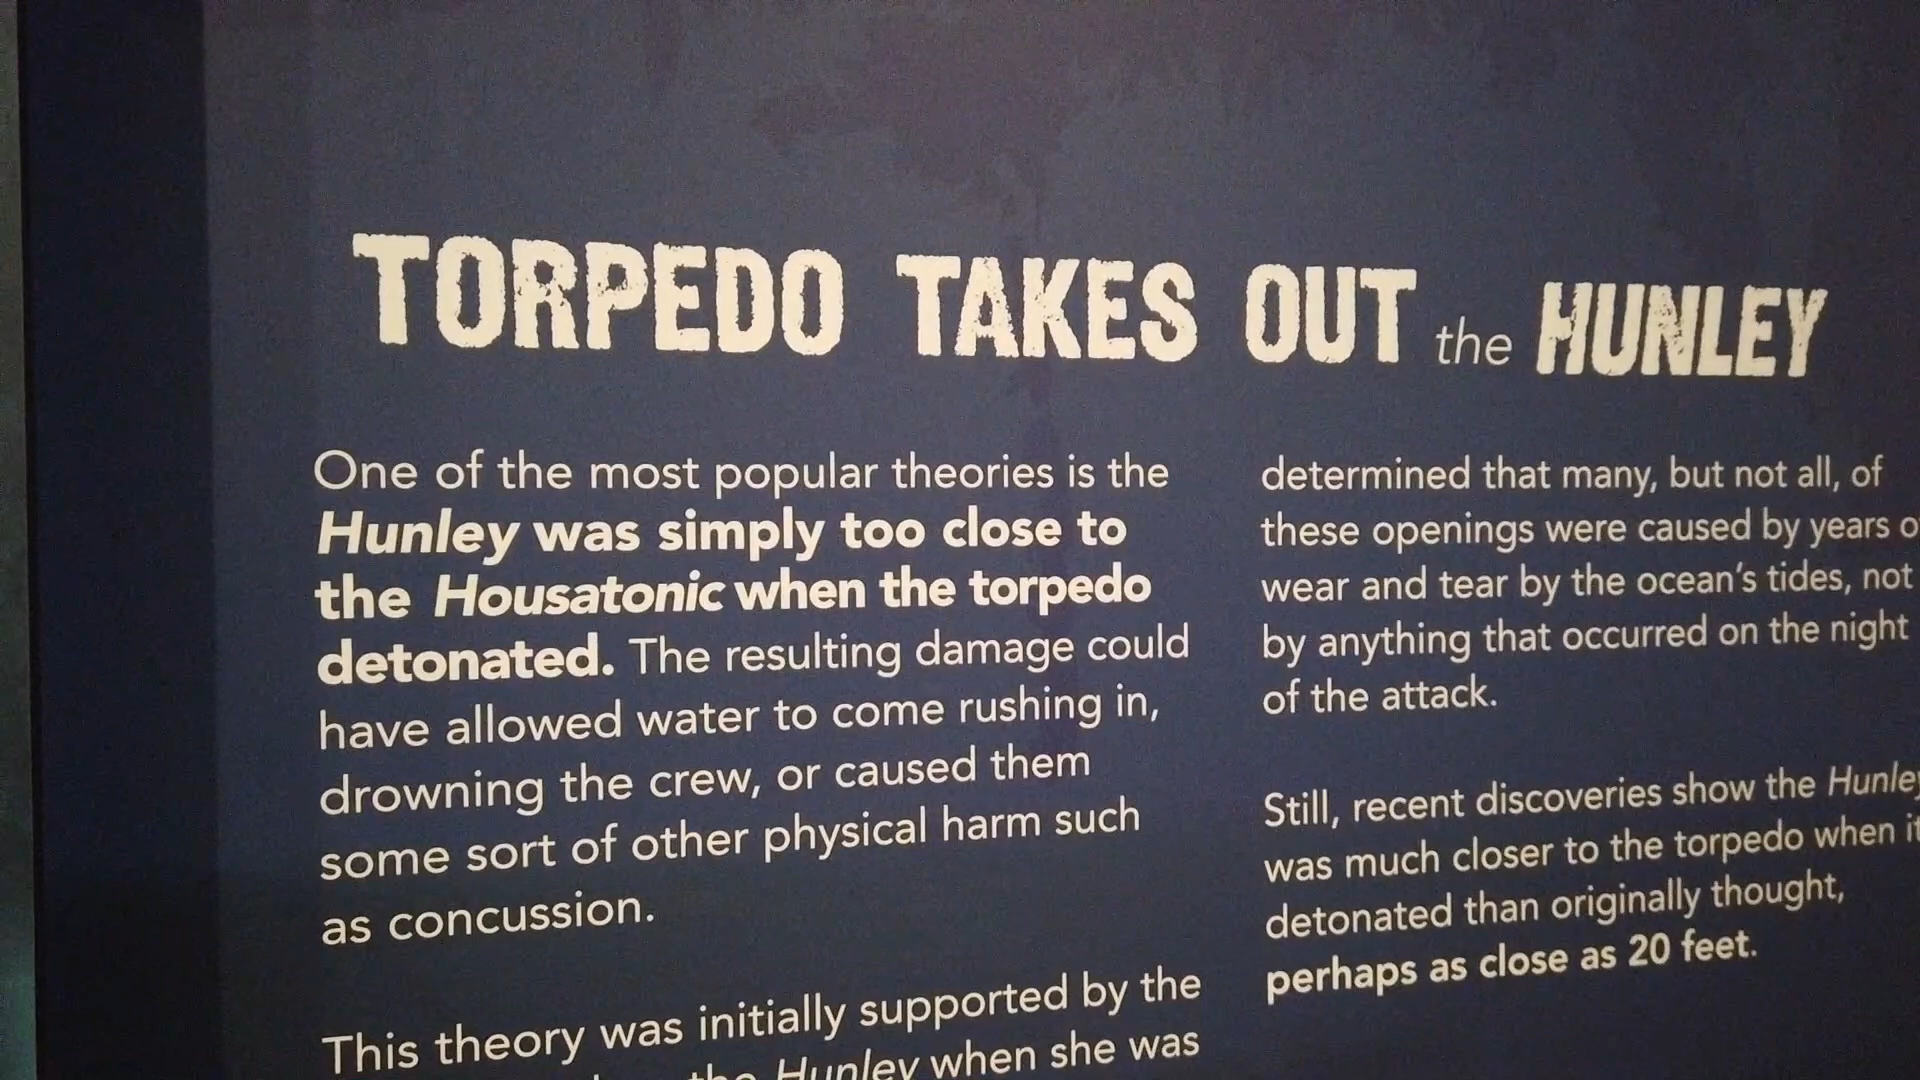 TORPEDO TAKES OUT the HUNLEY
One of the most popular theories is the
Hunley was simply too close to
the Housatonic when the torpedo
detonated. The resulting damage could
have allowed water to come rushing in,
drowning the crew, or caused them
some sort of other physical harm such
as concussion.
This theory was initially supported by the
the Hunley when she was
determined that many, but not all, of
these openings were caused by years
wear and tear by the ocean's tides, not
by anything that occurred on the night
of the attack.
Still, recent discoveries show the Hunley
was much closer to the torpedo when it
detonated than originally thought,
perhaps as close as 20 feet.